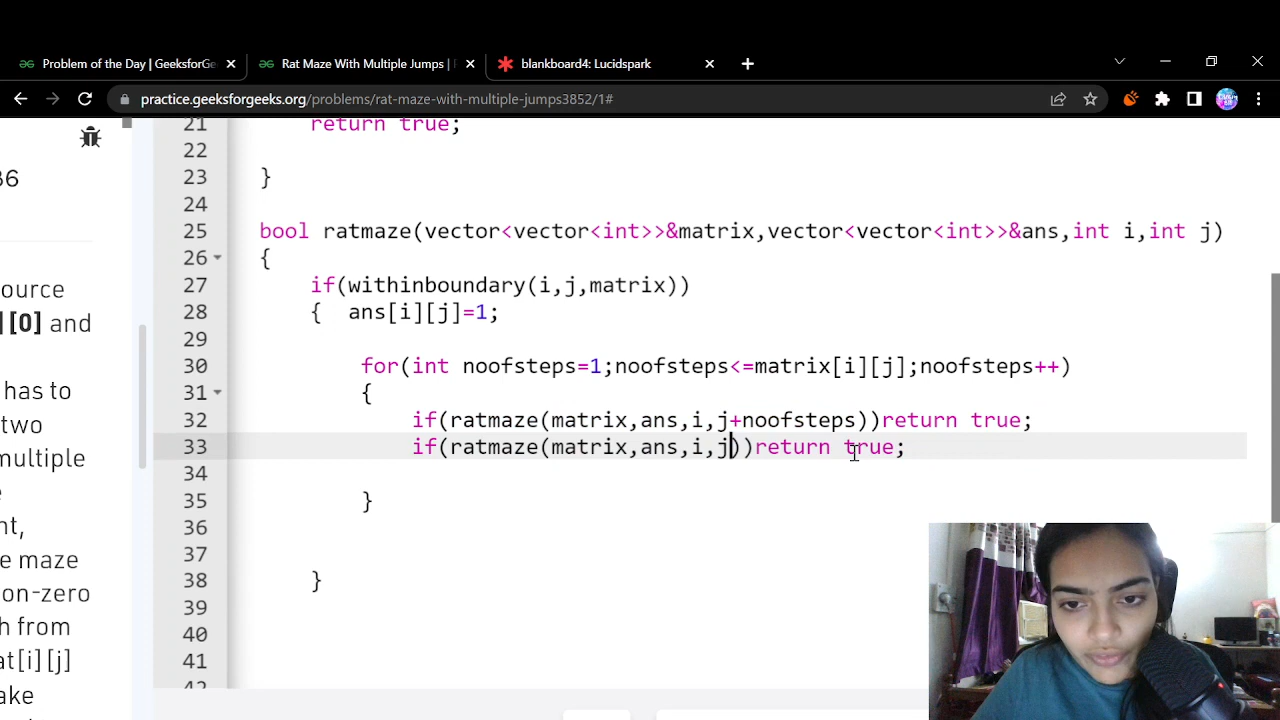 Problem of the Day | GeeksforGe
Rat Maze With Multiple Jumps |
blankboard4: Lucidspark
practice.geeksforgeeks.org/problems/rat-maze-with-multiple-jumps3852/1#
21 return true;
22
23 }
24
25 bool ratmaze(vector<vector<int>>&matrix,vector<vector<int>>&ans,int i,int j)
26 {
27 if(withinboundary(i,j,matrix))
28 { ans[i][j]=1;
29
30 for(int noofsteps=1;noofsteps<=matrix[i][j];noofsteps++)
31 {
32 if(ratmaze(matrix,ans,i,j+noofsteps))return true;
33 if(ratmaze(matrix,ans,i,j))return true;
34
35 }
36
37
38 }
39
40
41
42
36
ource
][0] and
has to
two
multiple
nt,
e maze
on-zero
h from
at[i][j]
ake